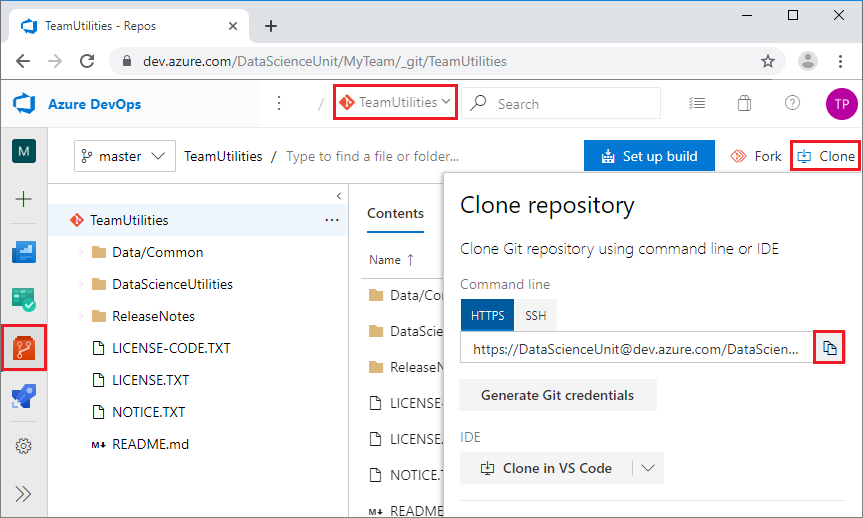 TeamUtilities - Repos
dev.azure.com/DataScienceUnit/MyTeam/_git/TeamUtilities
Azure DevOps
/ TeamUtilities
Search
TP
M
master
TeamUtilities / Type to find a file or folder...
Set up build
Fork
Clone
TeamUtilities
Data/Common
DataScienceUtilities
ReleaseNotes
LICENSE-CODE.TXT
LICENSE.TXT
NOTICE.TXT
M↓ README.md
Contents
Name ↑
Data/Co
DataScie
ReleaseN
LICENSE-
LICENSE.
NOTICE.T
M↓ README
Clone repository
Clone Git repository using command line or IDE
Command line
HTTPS SSH
https://DataScienceUnit@dev.azure.com/DataScien...
Generate Git credentials
IDE
Clone in VS Code